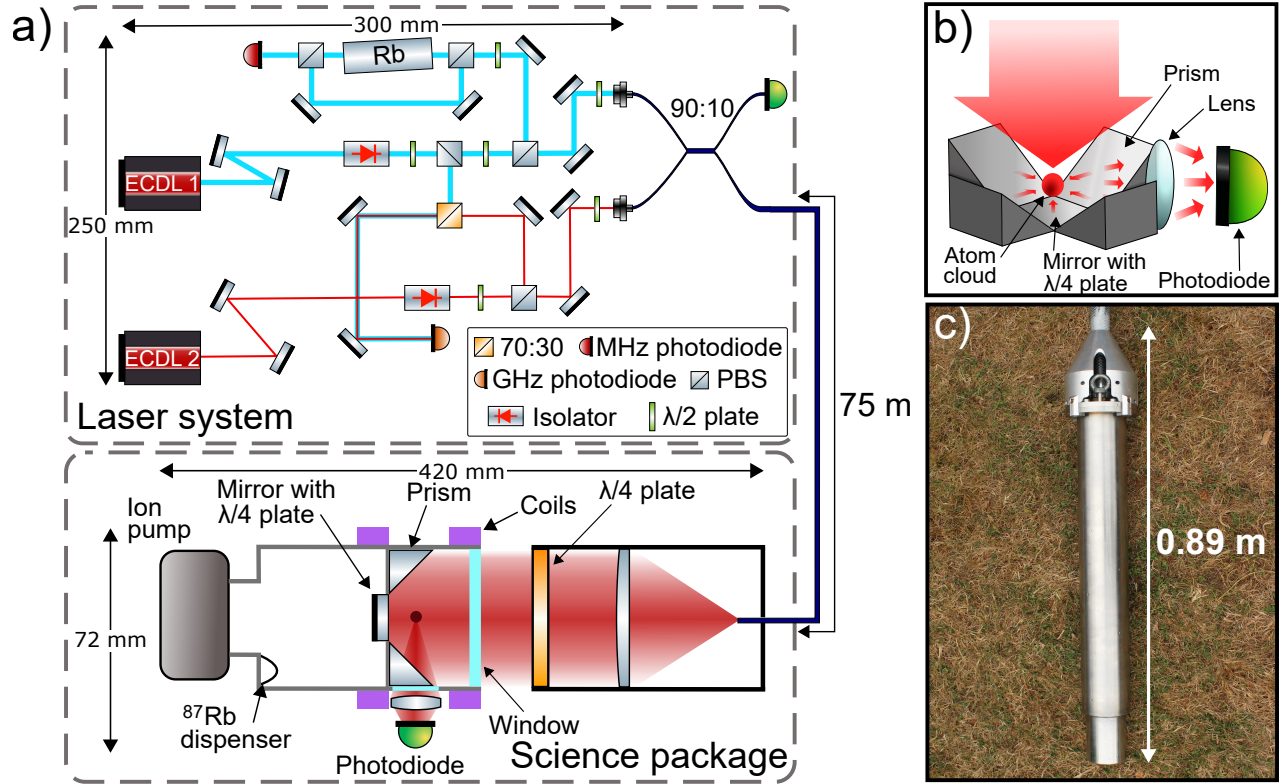 a)
300 mm
Rb
90:10
ECDL 1
250 mm
ECDL 2
70:30
MHz photodiode
GHz photodiode
PBS
Isolator
λ/2 plate
Laser system
75 m
420 mm
Ion
pump
Mirror with
λ/4 plate
Prism
Coils
λ/4 plate
72 mm
⁸⁷Rb
dispenser
Window
Photodiode
Science package
b)
Prism
Lens
Atom
cloud
Mirror with
λ/4 plate
Photodiode
c)
0.89 m